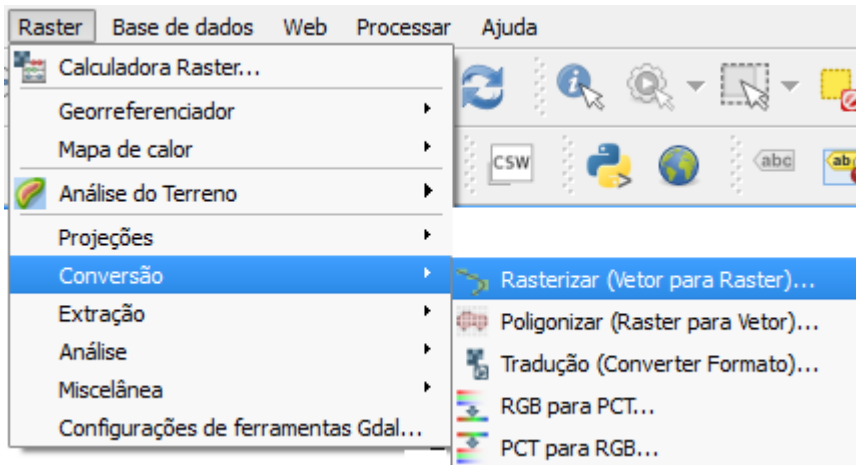 Raster Base de dados Web Processar Ajuda
Calculadora Raster...
Georreferenciador
Mapa de calor
CSW
abc
ab
Análise do Terreno
Projeções
Conversão
Rasterizar (Vetor para Raster)...
Extração
Poligonizar (Raster para Vetor)...
Análise
Tradução (Converter Formato)...
Miscelânea
RGB para PCT...
Configurações de ferramentas Gdal...
PCT para RGB...